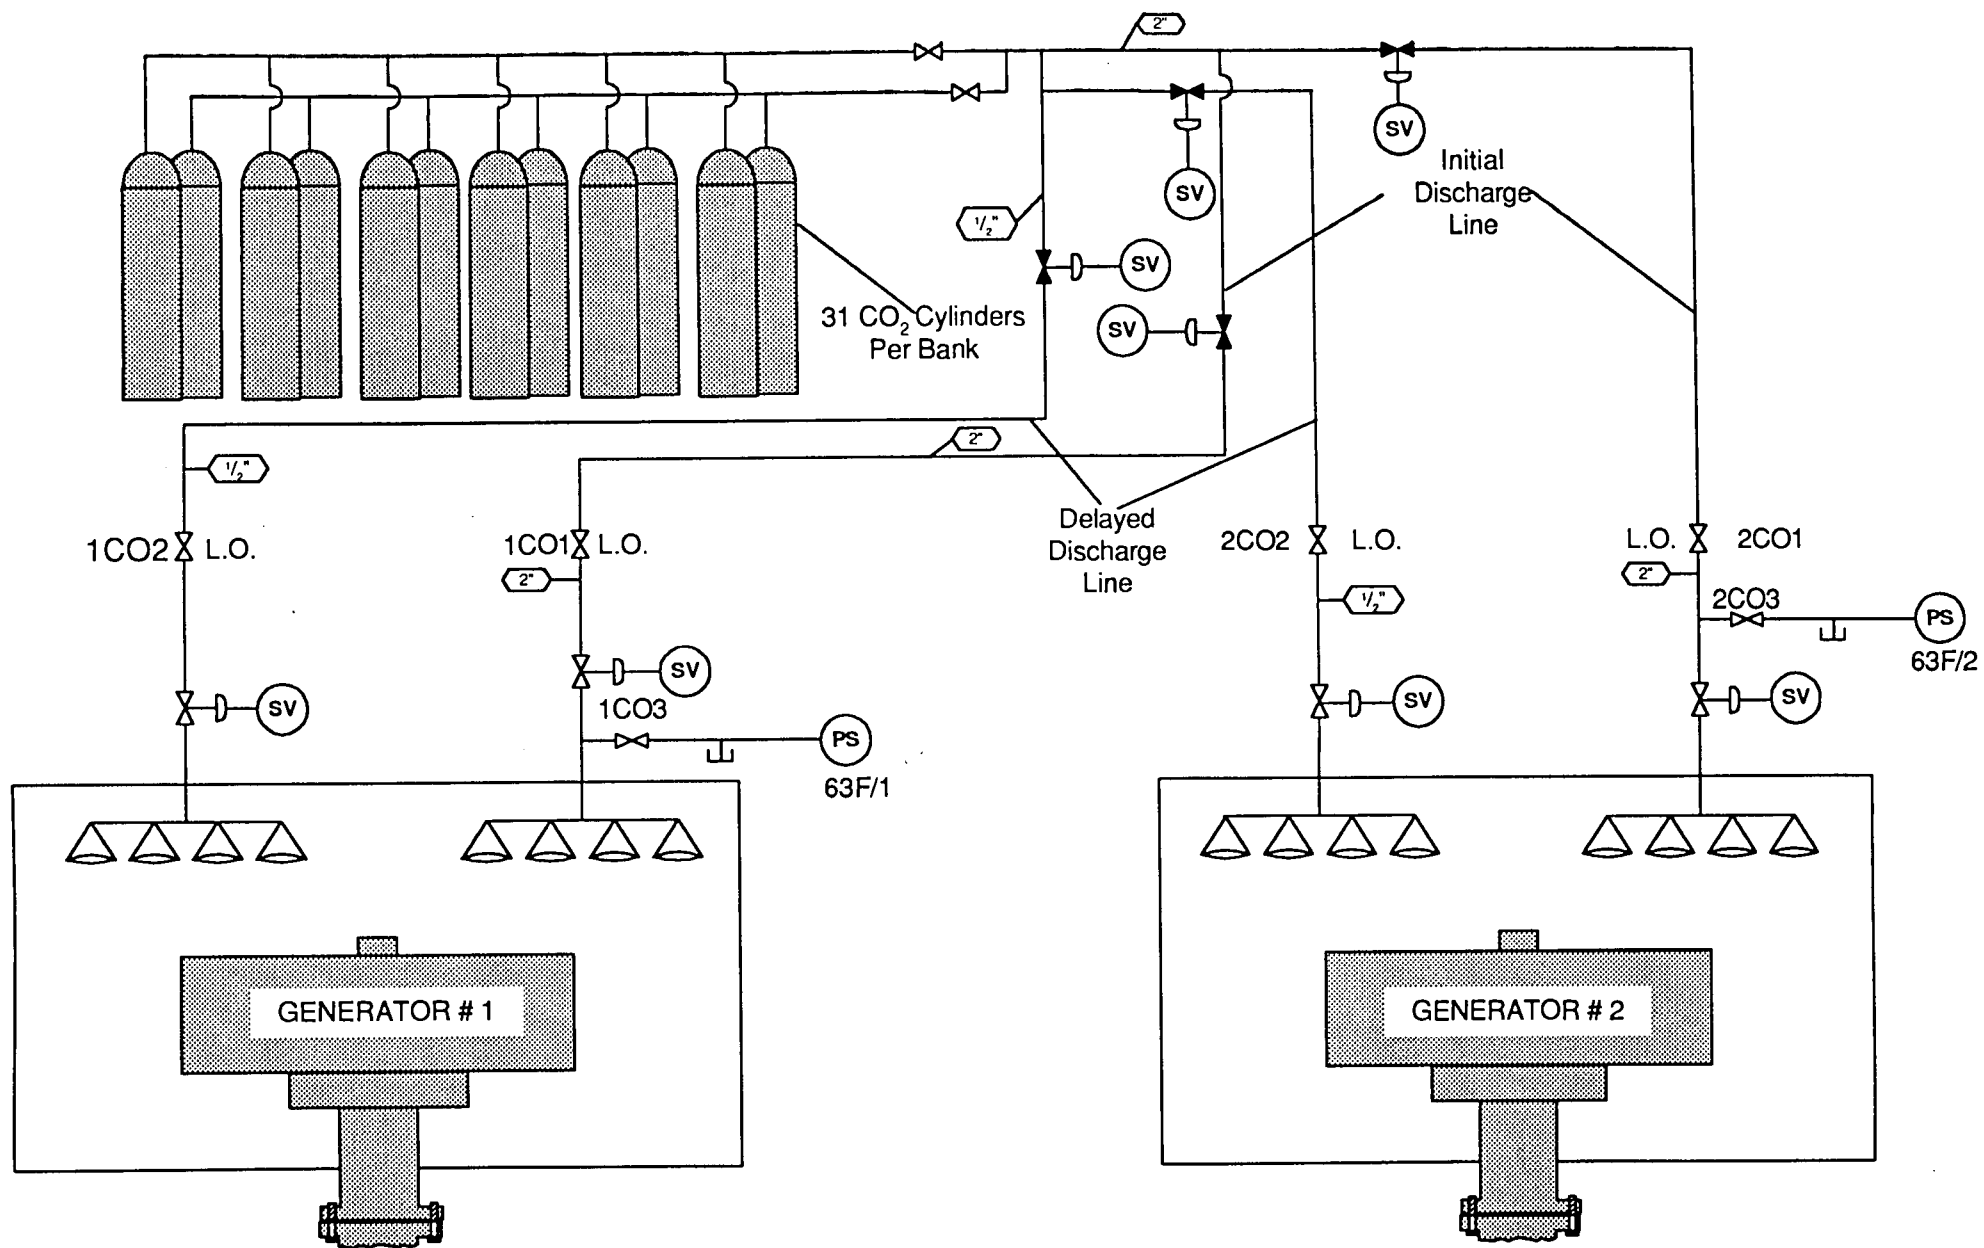 2"
SV
Initial
Discharge
Line
SV
1/2"
SV
31 CO2 Cylinders
Per Bank
SV
2"
1/2"
Delayed
Discharge
Line
1CO2 L.O.
1CO1 L.O.
2CO2 L.O.
L.O. 2CO1
2"
2"
1/2"
2CO3
PS
63F/2
SV
1CO3
SV
SV
SV
PS
63F/1
GENERATOR # 1
GENERATOR # 2